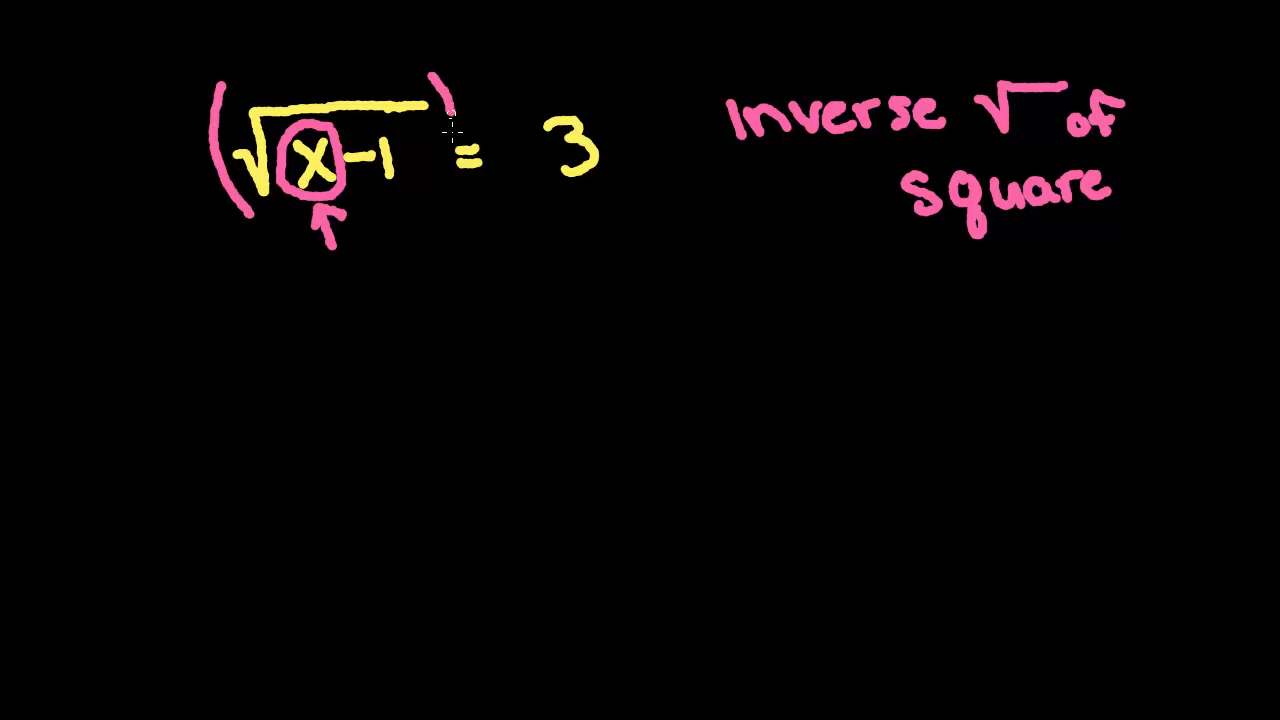 (√x-1) = 3
Inverse √ of
square